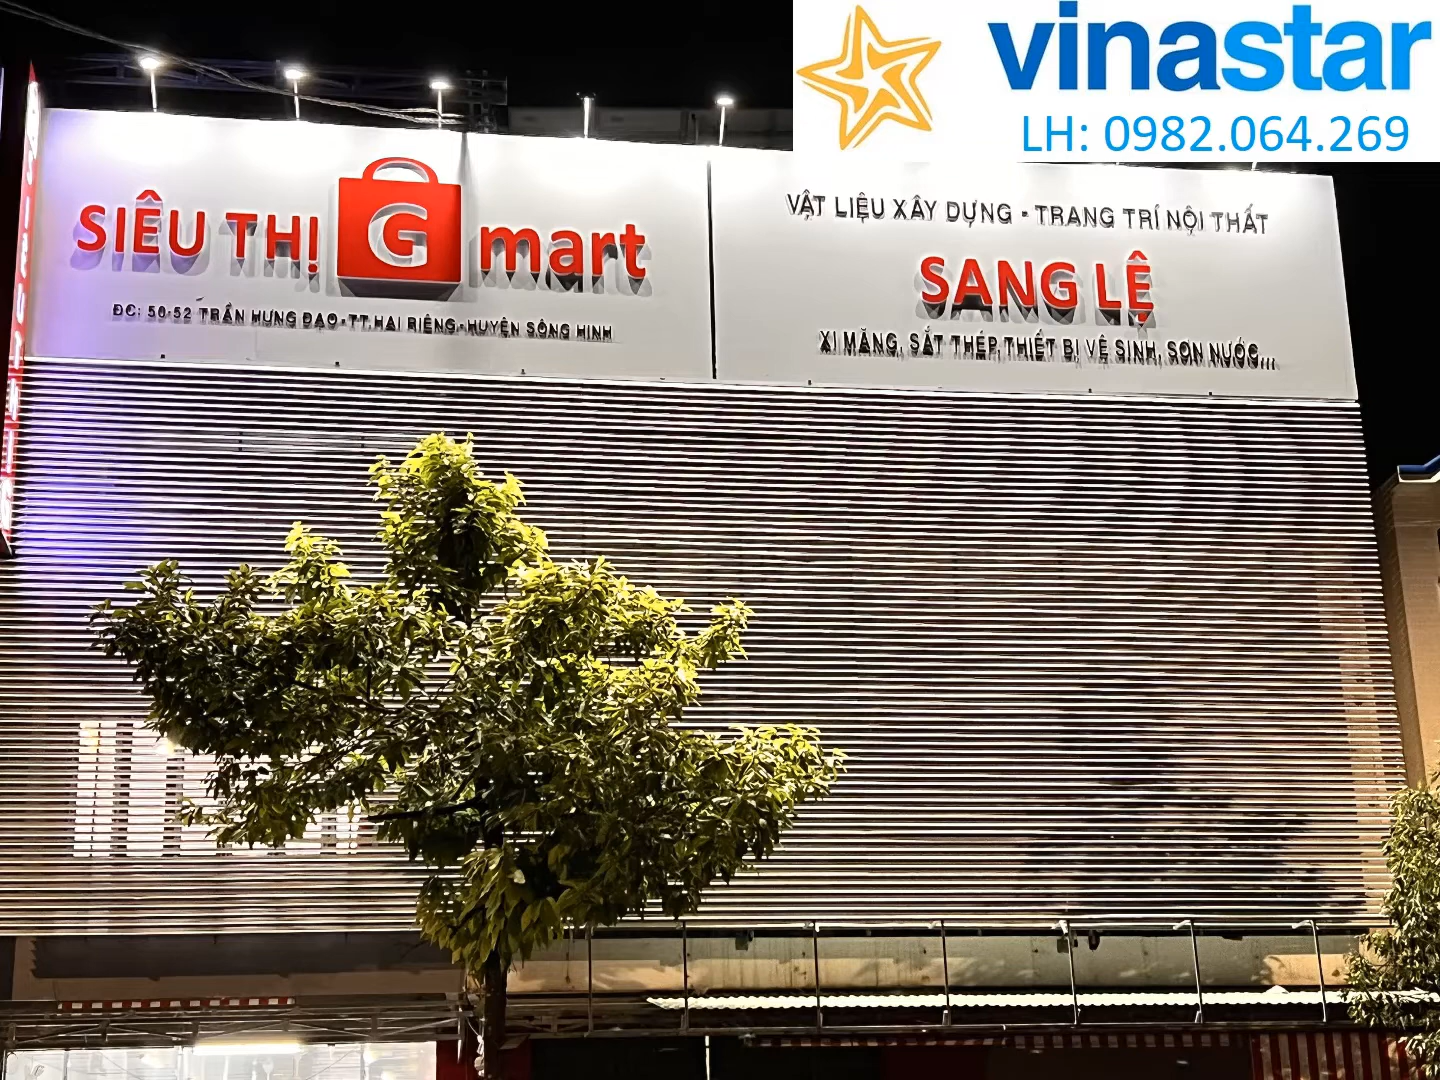 vinastar
LH: 0982.064.269
SIÊU THỊ G mart
ĐC: 50-52 TRẦN HƯNG ĐẠO-TT.HAI RIÊNG-HUYỆN SÔNG HINH
VẬT LIỆU XÂY DỰNG - TRANG TRÍ NỘI THẤT
SANG LỆ
XI MĂNG, SẮT THÉP,THIẾT BỊ VỆ SINH, SƠN NƯỚC...